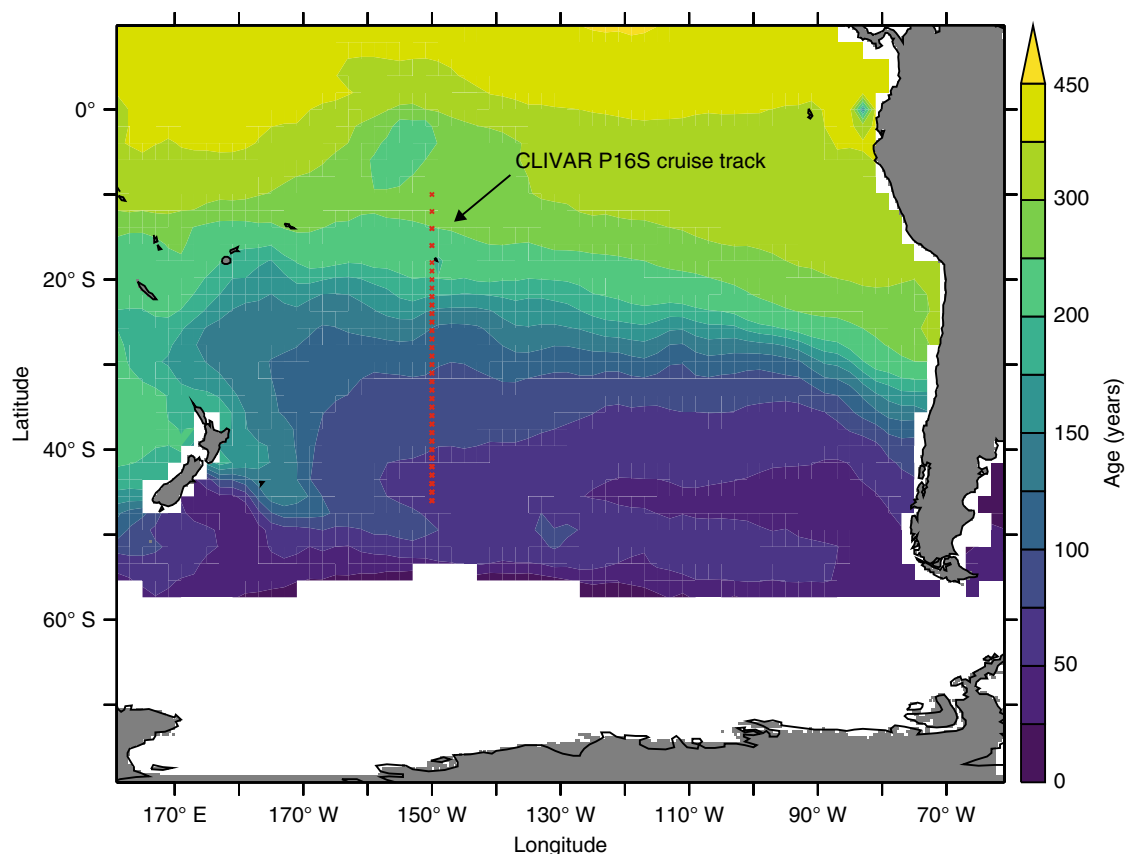 CLIVAR P16S cruise track
0°
20° S
40° S
60° S
Latitude
170° E
170° W
150° W
130° W
110° W
90° W
70° W
Longitude
450
300
200
150
100
50
0
Age (years)